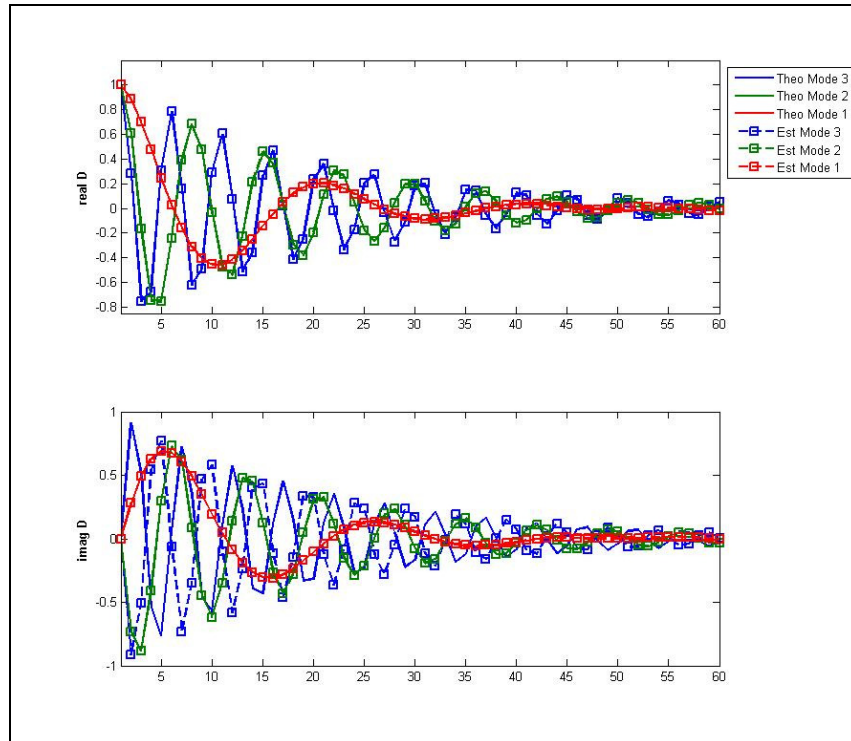 1
0.8
0.6
0.4
0.2
0
-0.2
-0.4
-0.6
-0.8
real D
5 10 15 20 25 30 35 40 45 50 55 60
Theo Mode 3
Theo Mode 2
Theo Mode 1
Est Mode 3
Est Mode 2
Est Mode 1
1
0.5
0
-0.5
-1
imag D
5 10 15 20 25 30 35 40 45 50 55 60